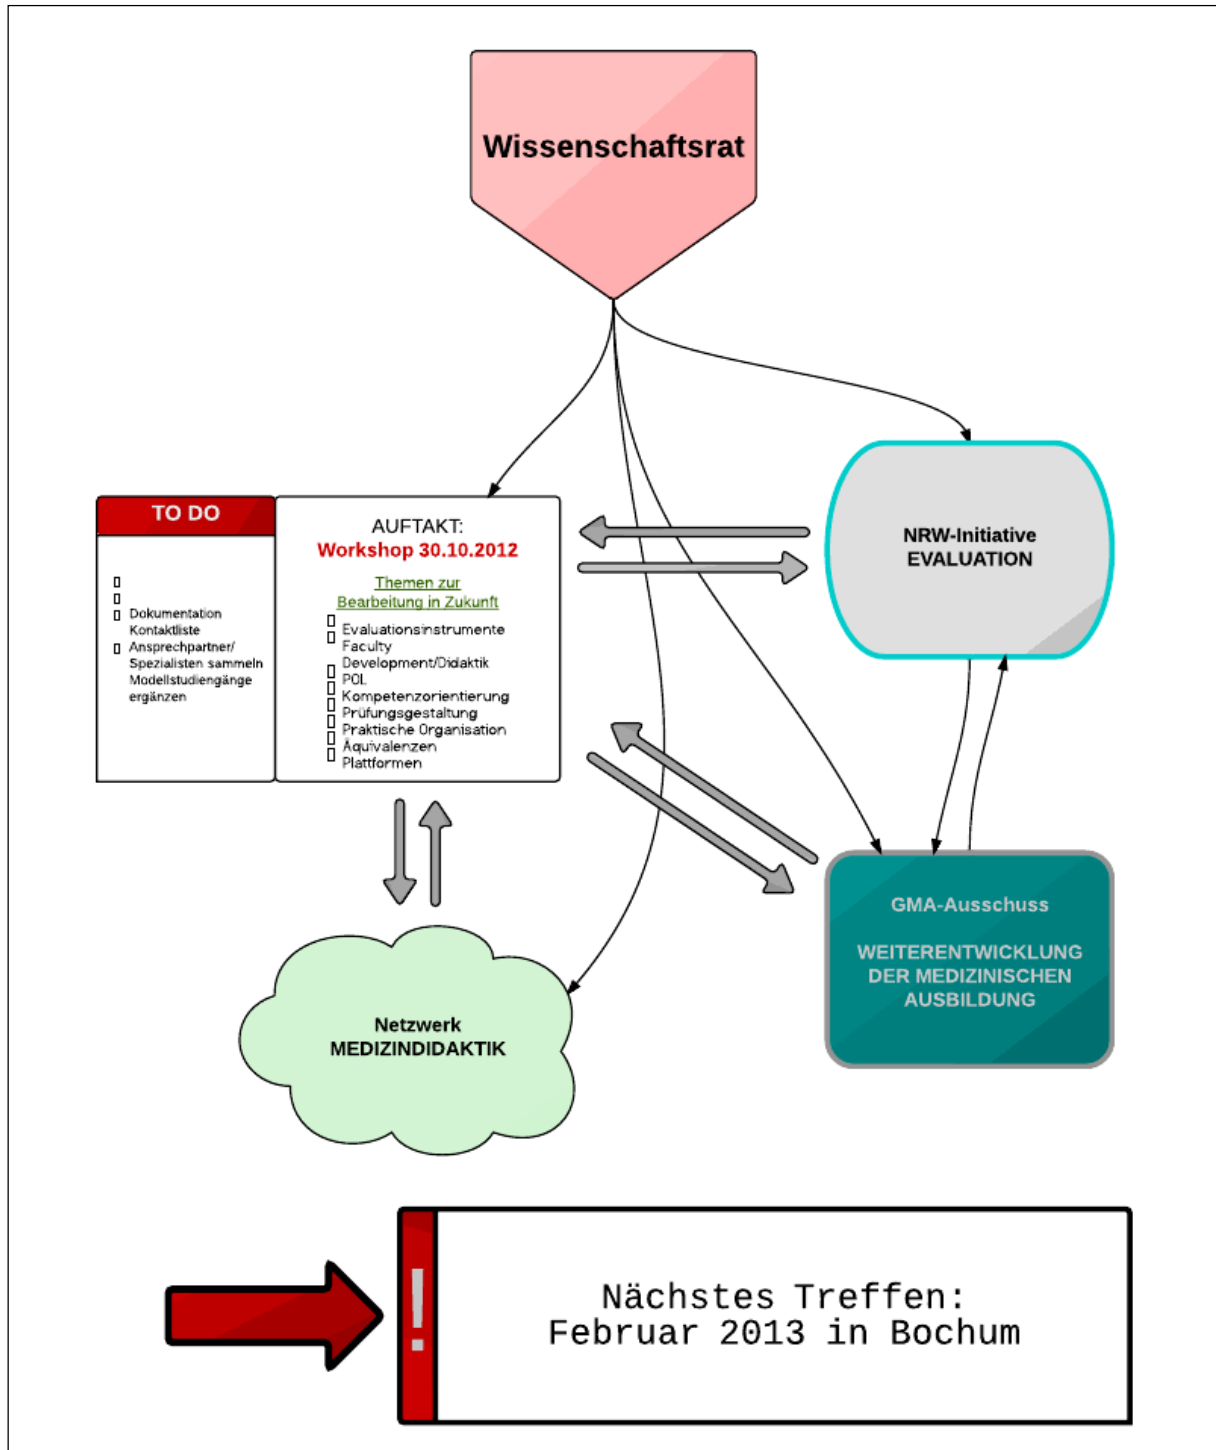 Wissenschaftsrat
TO DO
Dokumentation
Kontaktliste
Ansprechpartner/
Spezialisten sammeln
Modellstudiengänge
ergänzen
AUFTAKT:
Workshop 30.10.2012
Themen zur
Bearbeitung in Zukunft
Evaluationsinstrumente
Faculty
Development/Didaktik
POL
Kompetenzorientierung
Prüfungsgestaltung
Praktische Organisation
Äquivalenzen
Plattformen
NRW-Initiative
EVALUATION
GMA-Ausschuss
WEITERENTWICKLUNG
DER MEDIZINISCHEN
AUSBILDUNG
Netzwerk
MEDIZINDIDAKTIK
!
Nächstes Treffen:
Februar 2013 in Bochum